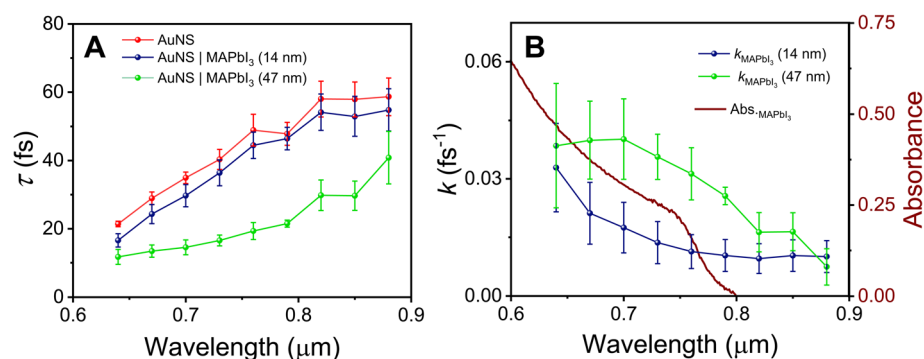 A
AuNS
AuNS | MAPbI₃ (14 nm)
AuNS | MAPbI₃ (47 nm)
τ (fs)
80
60
40
20
0
0.6
0.7
0.8
0.9
Wavelength (μm)
B
k_MAPbI₃ (14 nm)
k_MAPbI₃ (47 nm)
Abs._MAPbI₃
k (fs⁻¹)
0.06
0.03
0.00
0.6
0.7
0.8
0.9
Wavelength (μm)
0.75
0.50
0.25
0.00
Absorbance